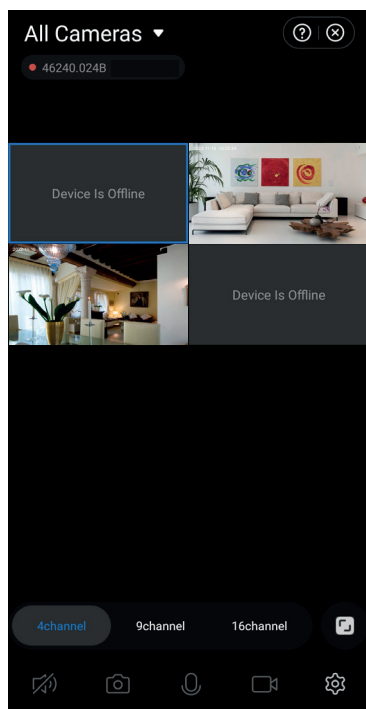 All Cameras
46240.024B
Device Is Offline
Device Is Offline
4channel
9channel
16channel